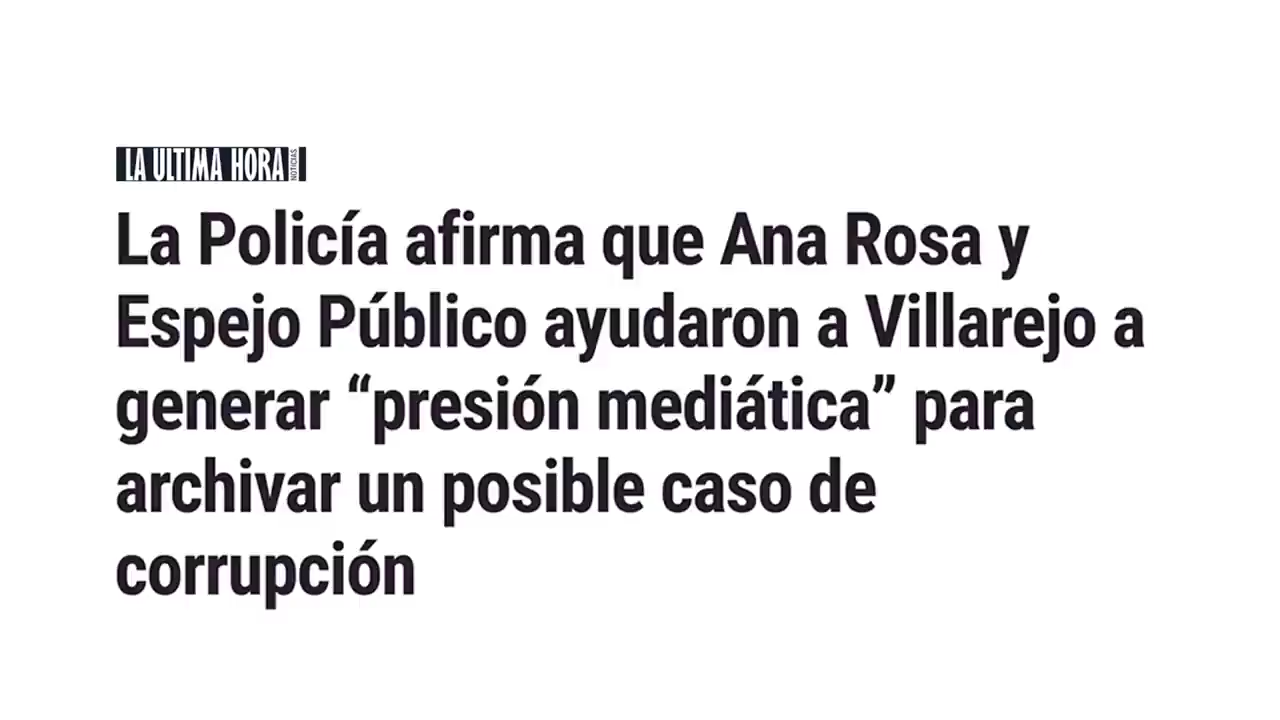 LA ULTIMA HORA NOTICIAS
La Policía afirma que Ana Rosa y
Espejo Público ayudaron a Villarejo a
generar “presión mediática” para
archivar un posible caso de
corrupción